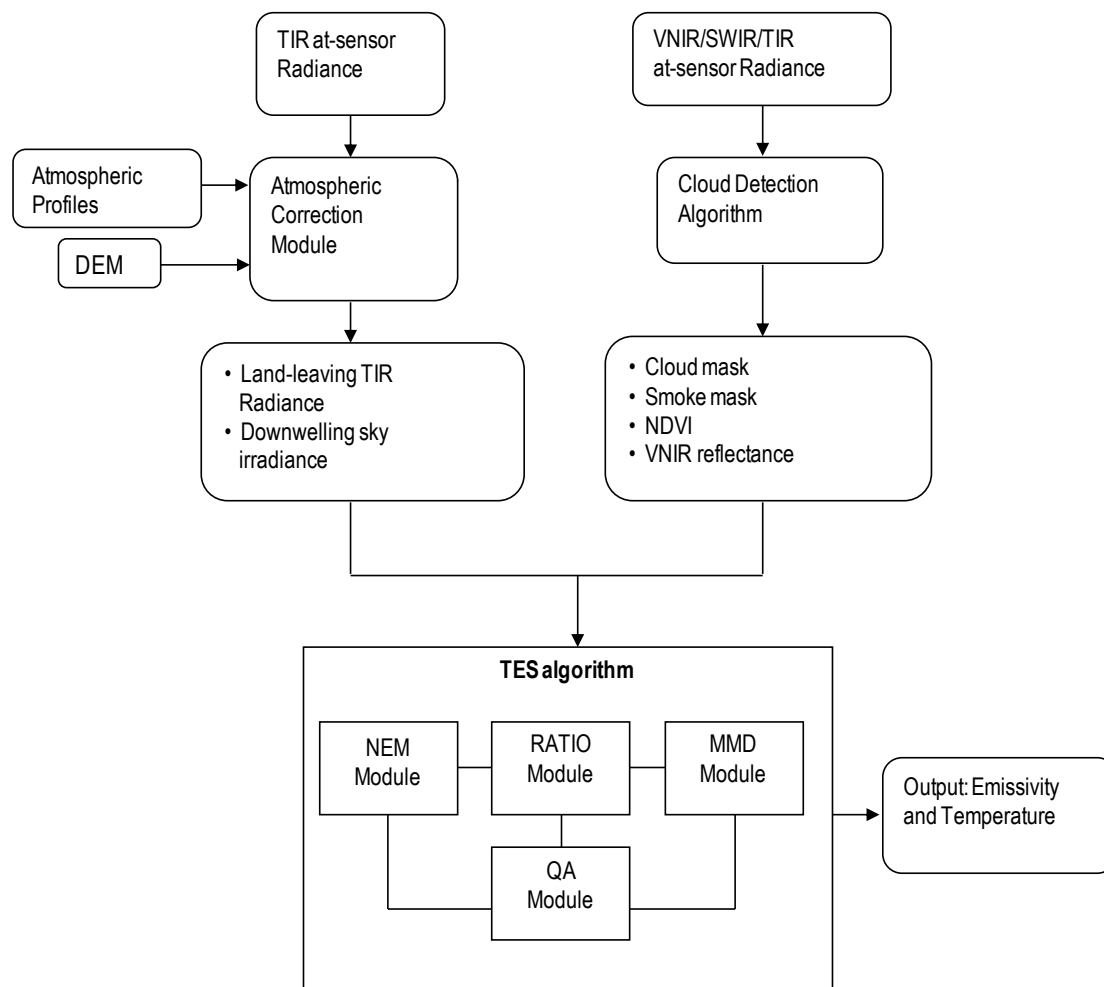 TIR at-sensor
Radiance
VNIR/SWIR/TIR
at-sensor Radiance
Atmospheric
Profiles
DEM
Atmospheric
Correction
Module
Cloud Detection
Algorithm
• Land-leaving TIR
Radiance
• Downwelling sky
irradiance
• Cloud mask
• Smoke mask
• NDVI
• VNIR reflectance
TES algorithm
NEM
Module
RATIO
Module
MMD
Module
QA
Module
Output: Emissivity
and Temperature